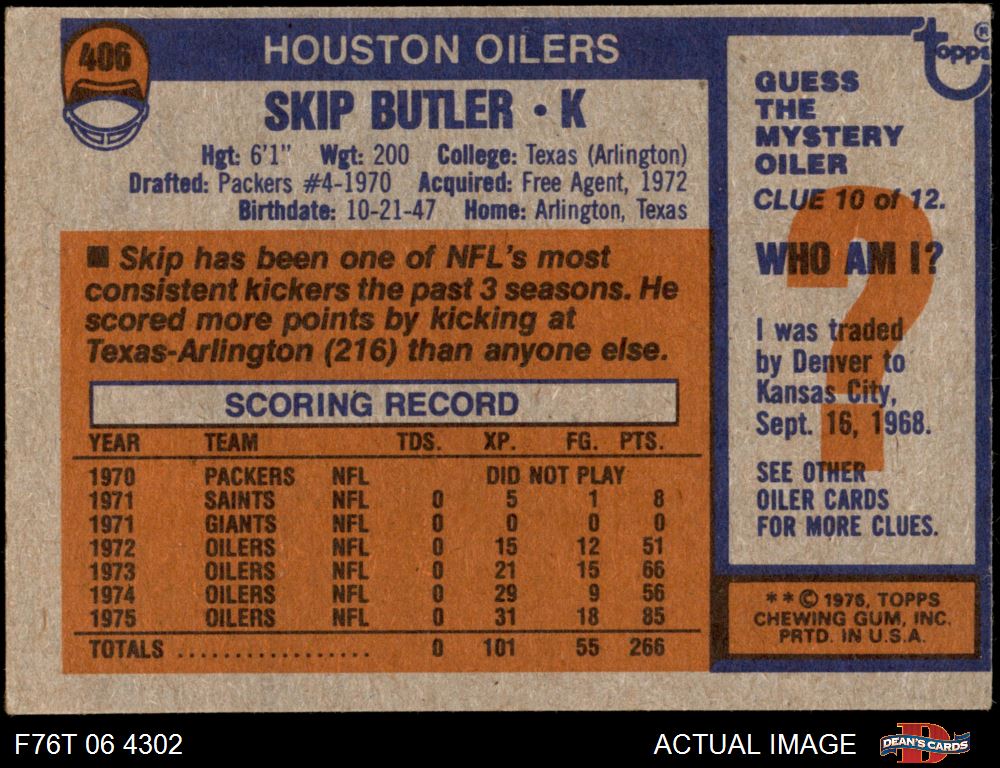 406
HOUSTON OILERS
SKIP BUTLER • K
Hgt: 6'1" Wgt: 200 College: Texas (Arlington)
Drafted: Packers #4-1970 Acquired: Free Agent, 1972
Birthdate: 10-21-47 Home: Arlington, Texas
■ Skip has been one of NFL's most
consistent kickers the past 3 seasons. He
scored more points by kicking at
Texas-Arlington (216) than anyone else.
SCORING RECORD
YEAR TEAM TDS. XP. FG. PTS.
1970 PACKERS NFL DID NOT PLAY
1971 SAINTS NFL 0 5 1 8
1971 GIANTS NFL 0 0 0 0
1972 OILERS NFL 0 15 12 51
1973 OILERS NFL 0 21 15 66
1974 OILERS NFL 0 29 9 56
1975 OILERS NFL 0 31 18 85
TOTALS ................. 0 101 55 266
topps®
GUESS
THE
MYSTERY
OILER
CLUE 10 of 12.
?
WHO AM I?
I was traded
by Denver to
Kansas City,
Sept. 16, 1968.
SEE OTHER
OILER CARDS
FOR MORE CLUES.
**© 1976, TOPPS
CHEWING GUM, INC.
PRTD. IN U.S.A.
F76T 06 4302
ACTUAL IMAGE
D
DEAN'S CARDS